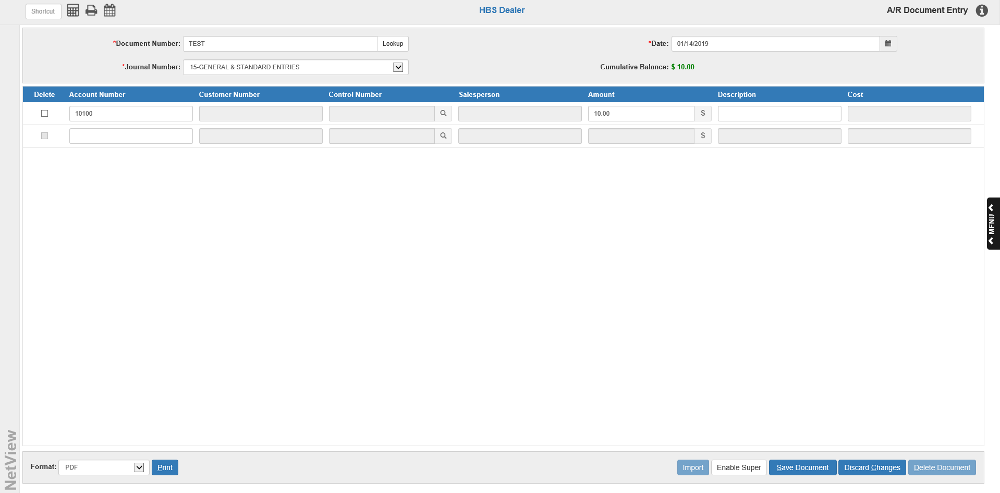 Shortcut
HBS Dealer
A/R Document Entry
*Document Number: TEST Lookup
*Date: 01/14/2019
*Journal Number: 15-GENERAL & STANDARD ENTRIES
Cumulative Balance: $ 10.00
Delete Account Number Customer Number Control Number Salesperson Amount Description Cost
10100 10.00 $
$
MENU
NetView
Format: PDF Print
Import Enable Super Save Document Discard Changes Delete Document